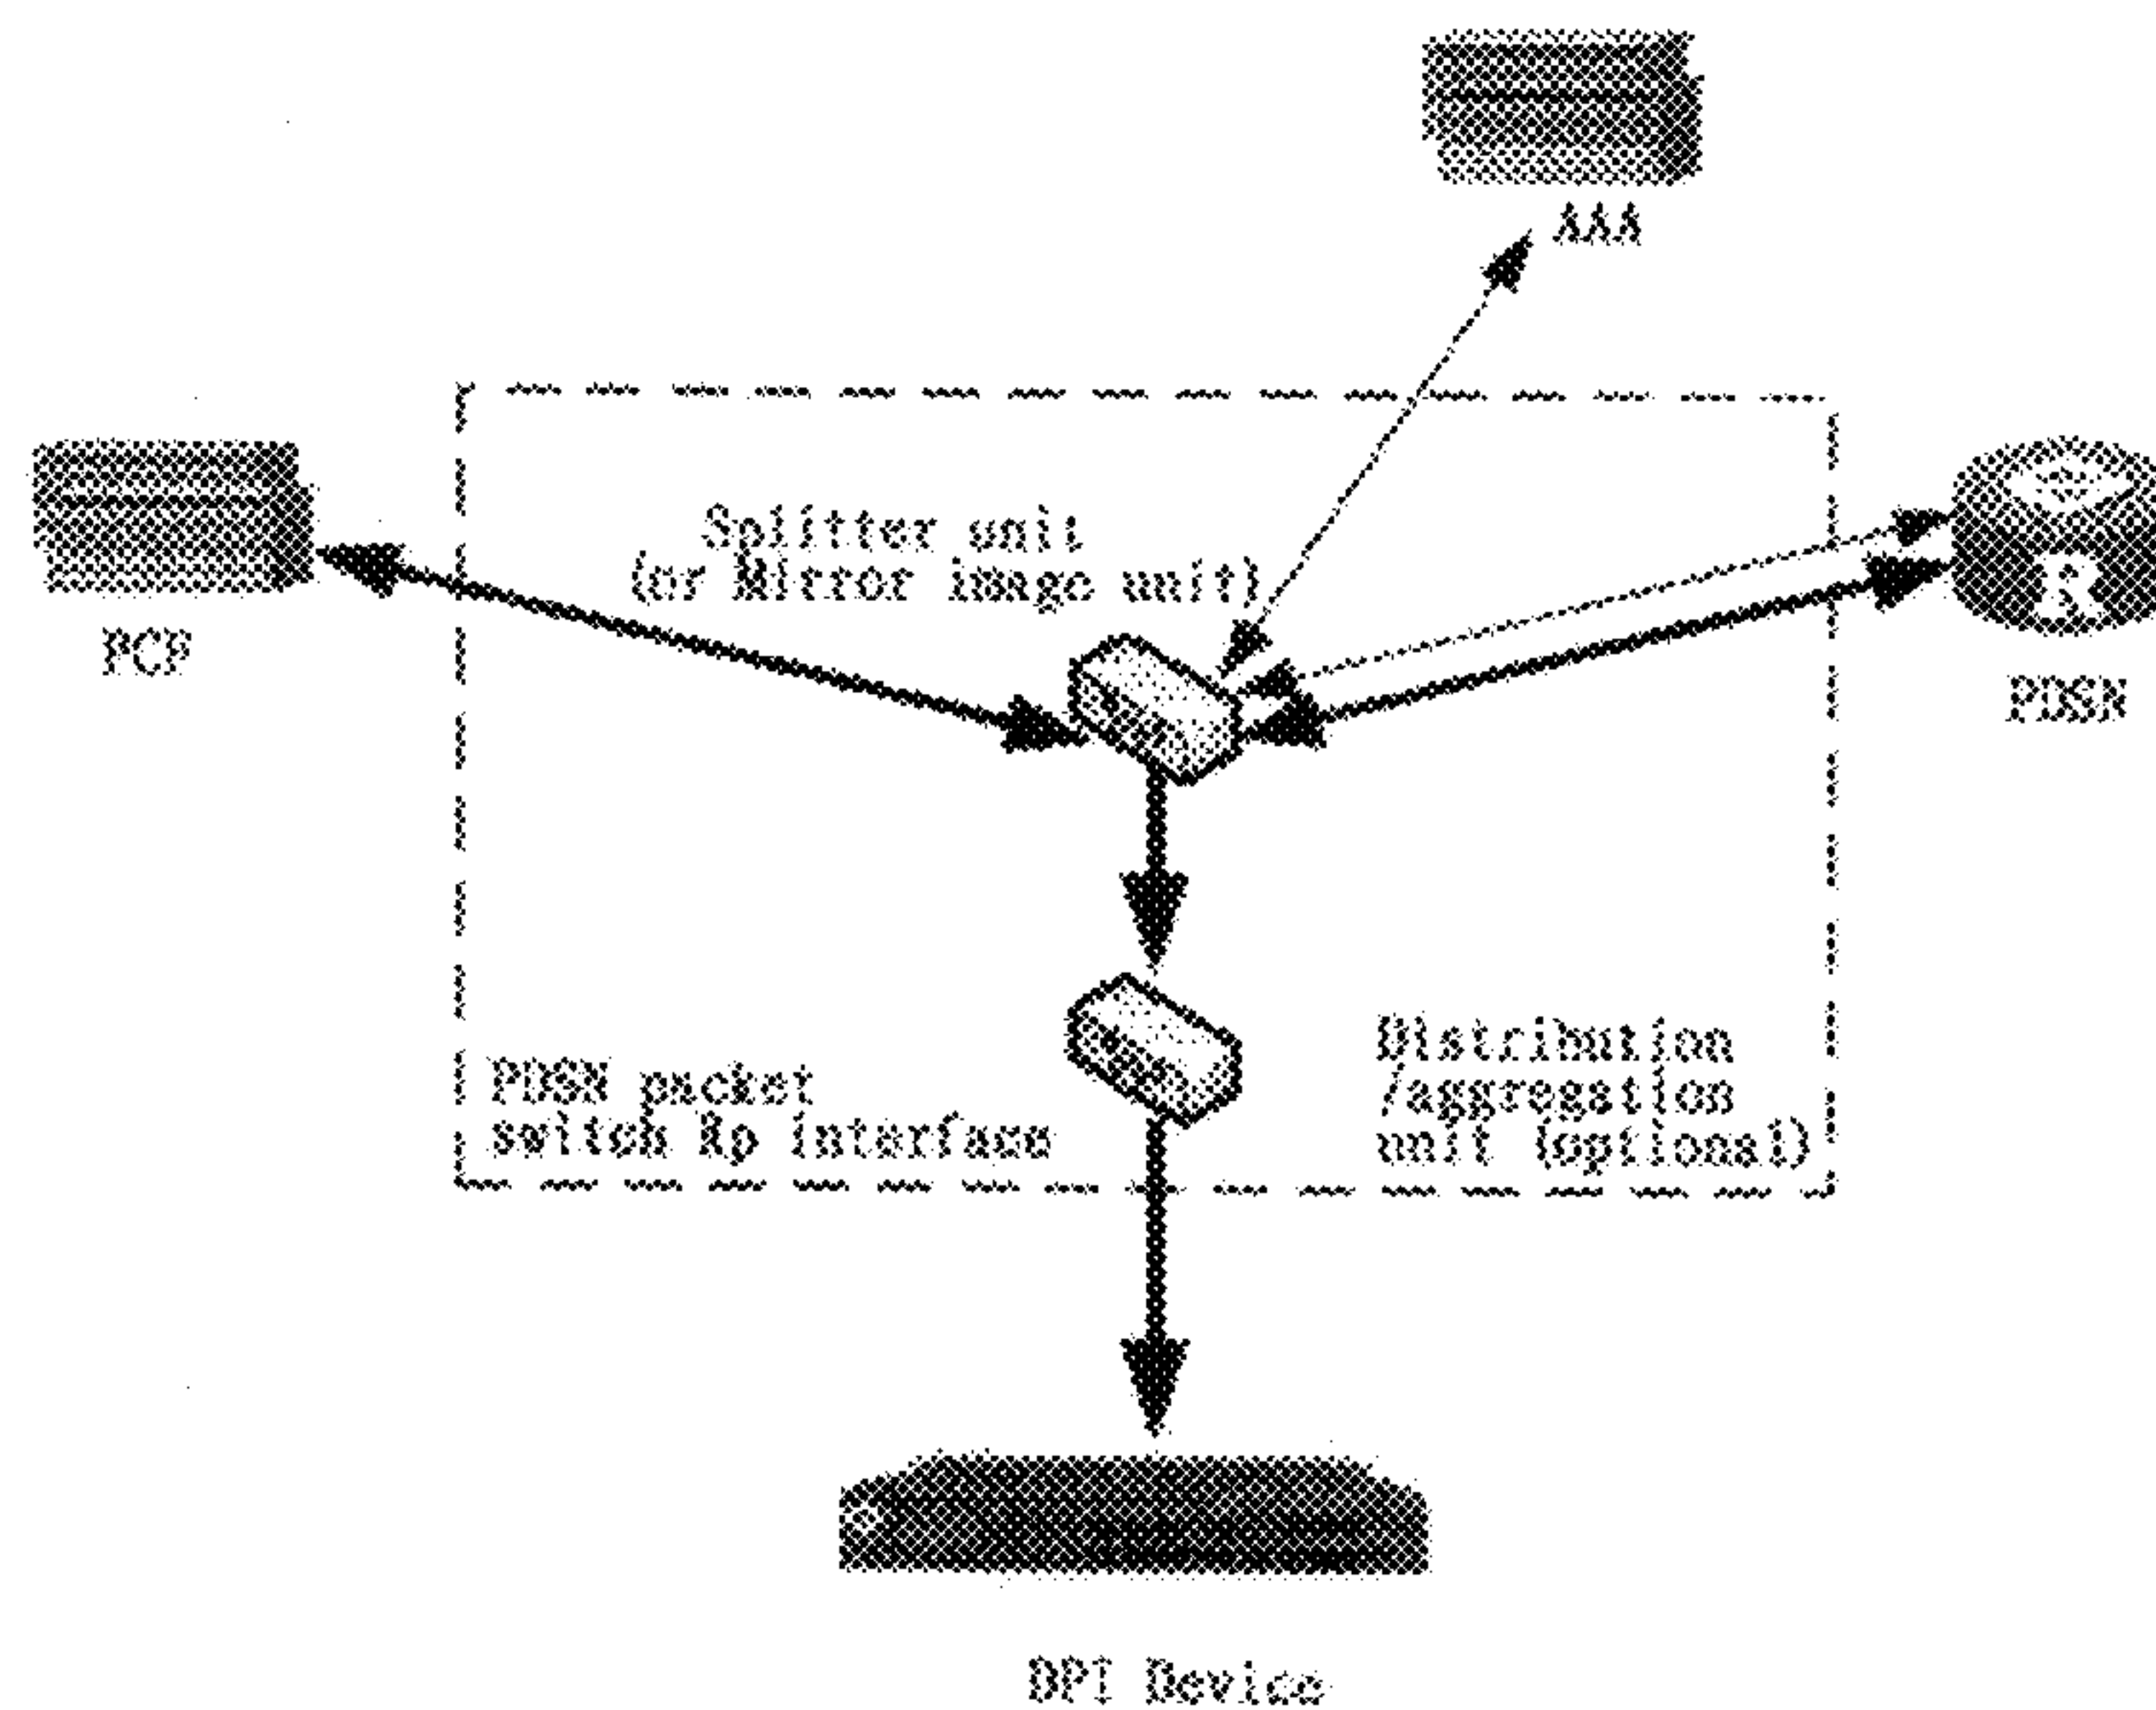 AAA
Splitter unit
(or Mirror image unit)
PCF
PDSN
PDSN packet
switch Rp interface
Distribution
/aggregation
unit (optional)
DPI Device